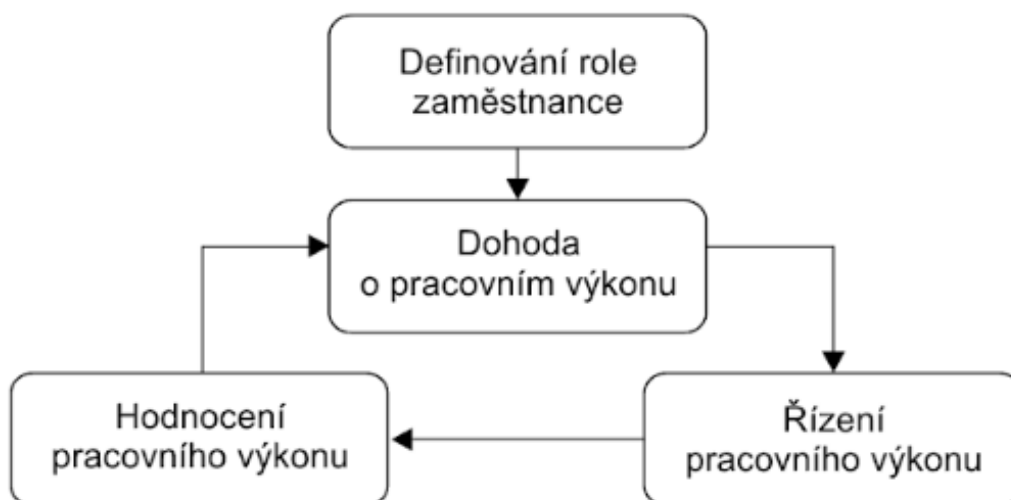 Definování role
zaměstnance
Dohoda
o pracovním výkonu
Hodnocení
pracovního výkonu
Řízení
pracovního výkonu